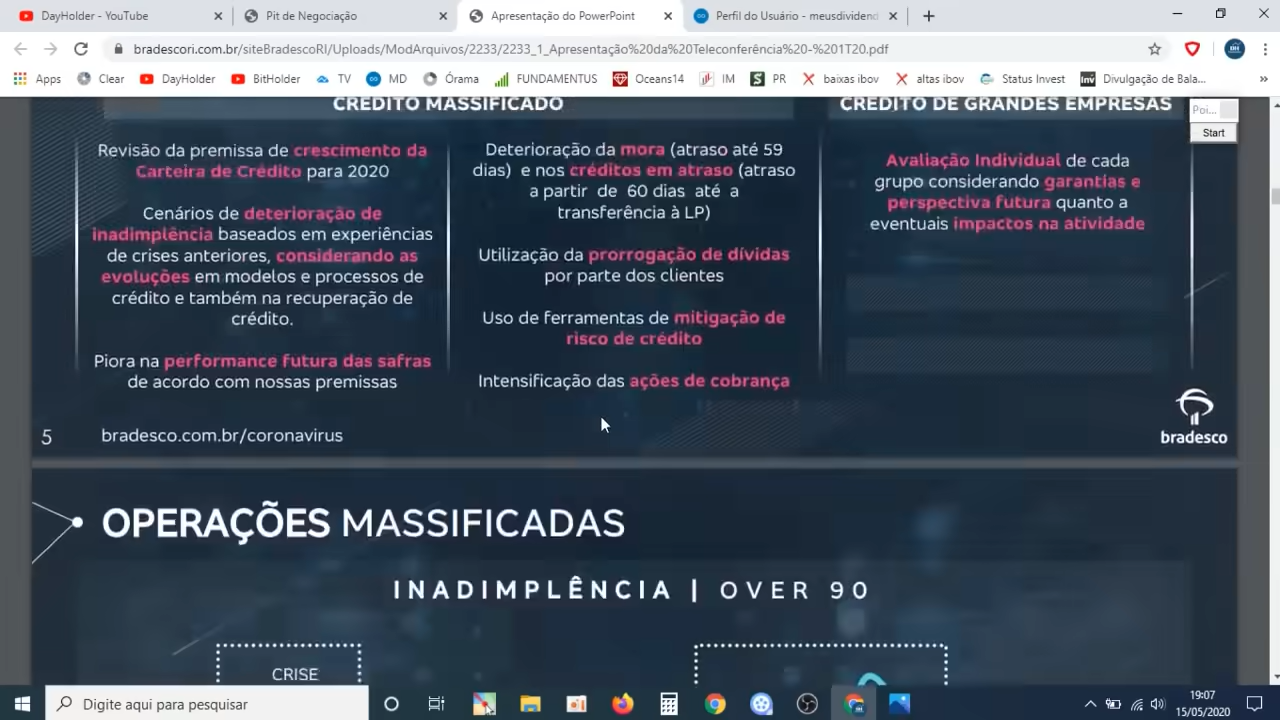 DayHolder - YouTube
Pit de Negociação
Apresentação do PowerPoint
Perfil do Usuário - meusdividend
bradescori.com.br/siteBradescoRI/Uploads/ModArquivos/2233/2233_1_Apresentação%20da%20Teleconferência%20-%201T20.pdf
Apps
Clear
DayHolder
BitHolder
TV
MD
Órama
FUNDAMENTUS
Oceans14
IM
PR
baixas ibov
altas ibov
Status Invest
Divulgação de Bala...
»
CRÉDITO MASSIFICADO
CRÉDITO DE GRANDES EMPRESAS
Poi...
Start
Revisão da premissa de crescimento da
Carteira de Crédito para 2020
Cenários de deterioração de
inadimplência baseados em experiências
de crises anteriores, considerando as
evoluções em modelos e processos de
crédito e também na recuperação de
crédito.
Piora na performance futura das safras
de acordo com nossas premissas
Deterioração da mora (atraso até 59
dias) e nos créditos em atraso (atraso
a partir de 60 dias até a
transferência à LP)
Utilização da prorrogação de dívidas
por parte dos clientes
Uso de ferramentas de mitigação de
risco de crédito
Intensificação das ações de cobrança
Avaliação Individual de cada
grupo considerando garantias e
perspectiva futura quanto a
eventuais impactos na atividade
5
bradesco.com.br/coronavirus
bradesco
OPERAÇÕES MASSIFICADAS
INADIMPLÊNCIA | OVER 90
CRISE
Digite aqui para pesquisar
19:07
15/05/2020